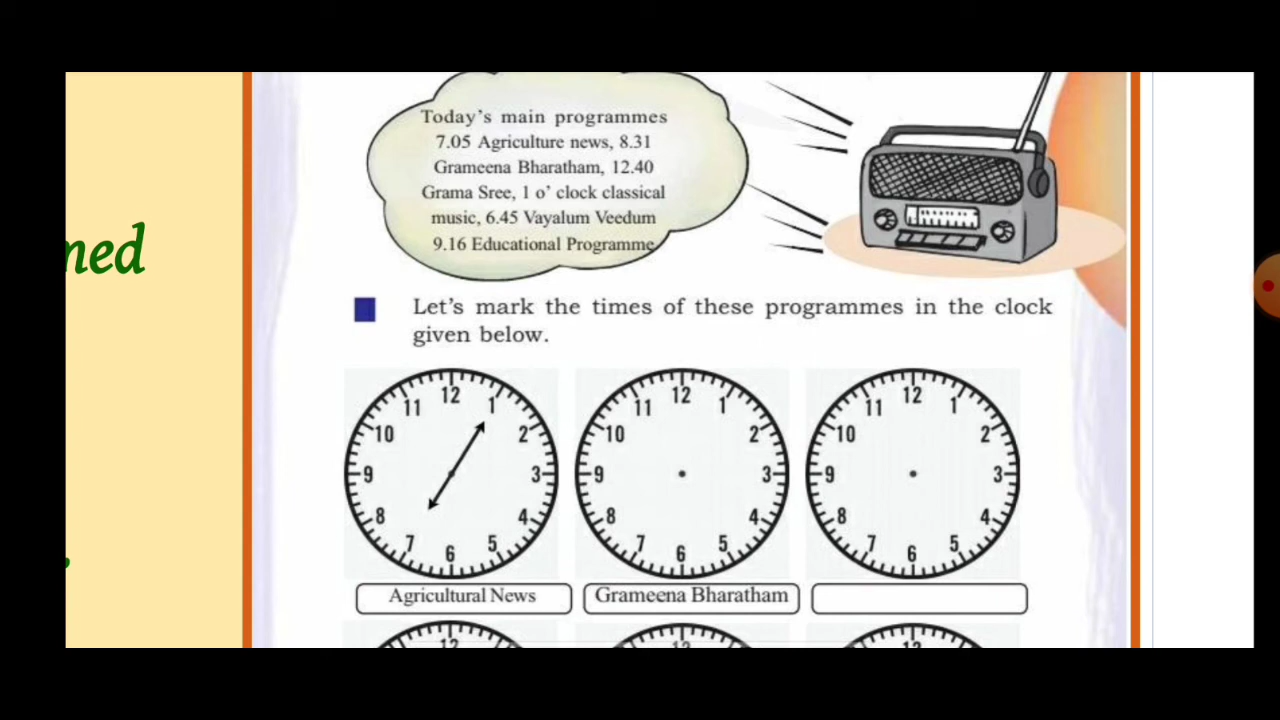 ned
Today's main programmes
7.05 Agriculture news, 8.31
Grameena Bharatham, 12.40
Grama Sree, 1 o' clock classical
music, 6.45 Vayalum Veedum
9.16 Educational Programme
Let's mark the times of these programmes in the clock
given below.
12 1 2 3 4 5 6 7 8 9 10 11
12 1 2 3 4 5 6 7 8 9 10 11
12 1 2 3 4 5 6 7 8 9 10 11
Agricultural News
Grameena Bharatham
12
12
12